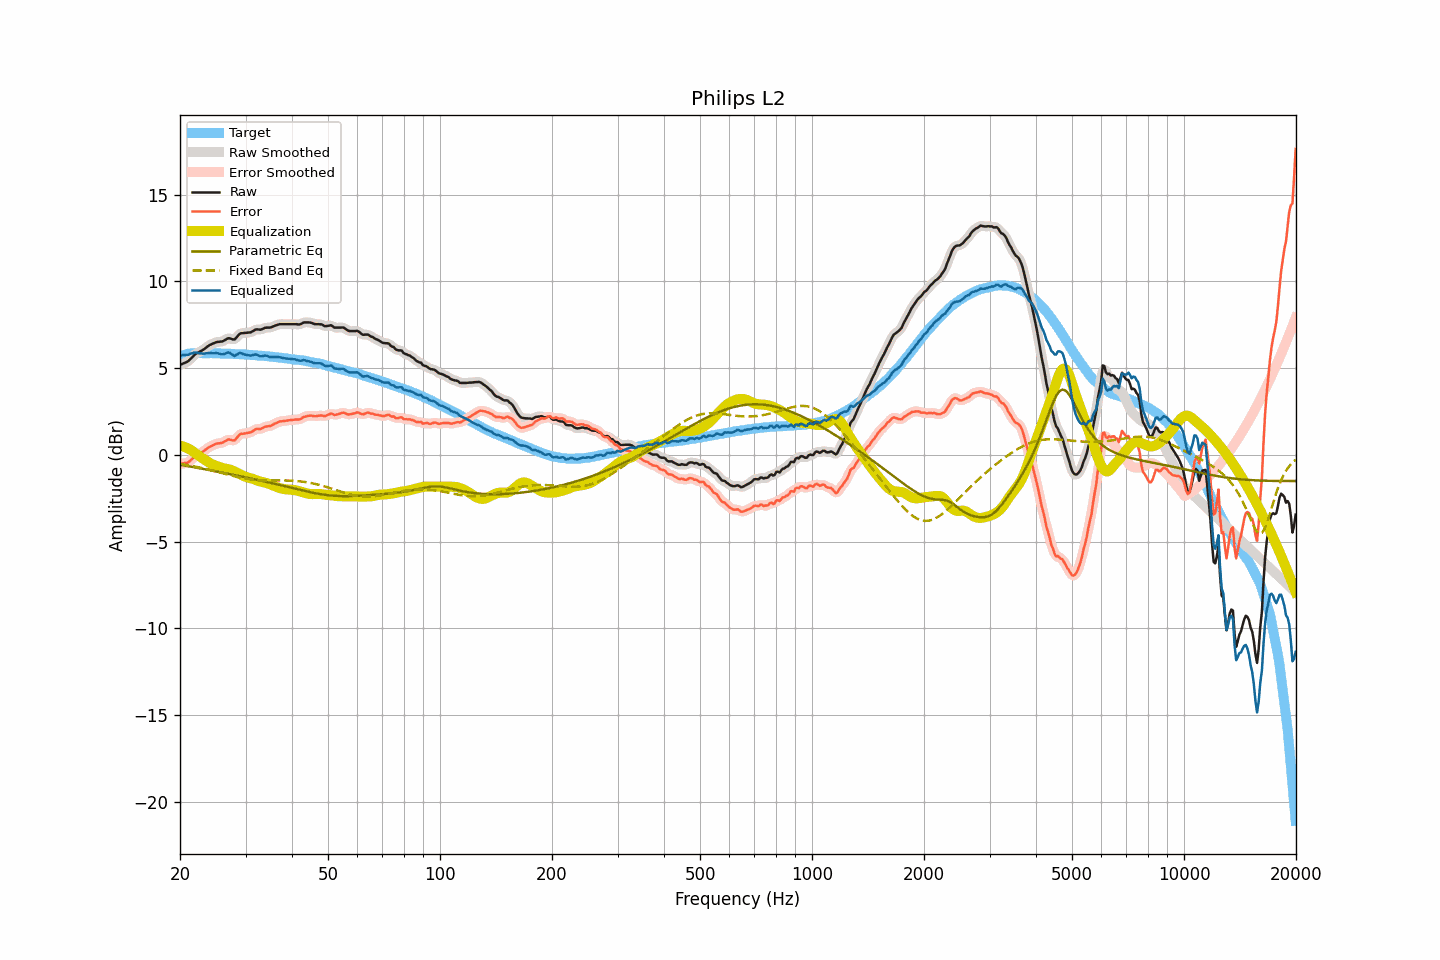 Philips L2
Target
Raw Smoothed
Error Smoothed
Raw
Error
Equalization
Parametric Eq
Fixed Band Eq
Equalized
15
10
5
0
−5
−10
−15
−20
Amplitude (dBr)
20 50 100 200 500 1000 2000 5000 10000 20000
Frequency (Hz)